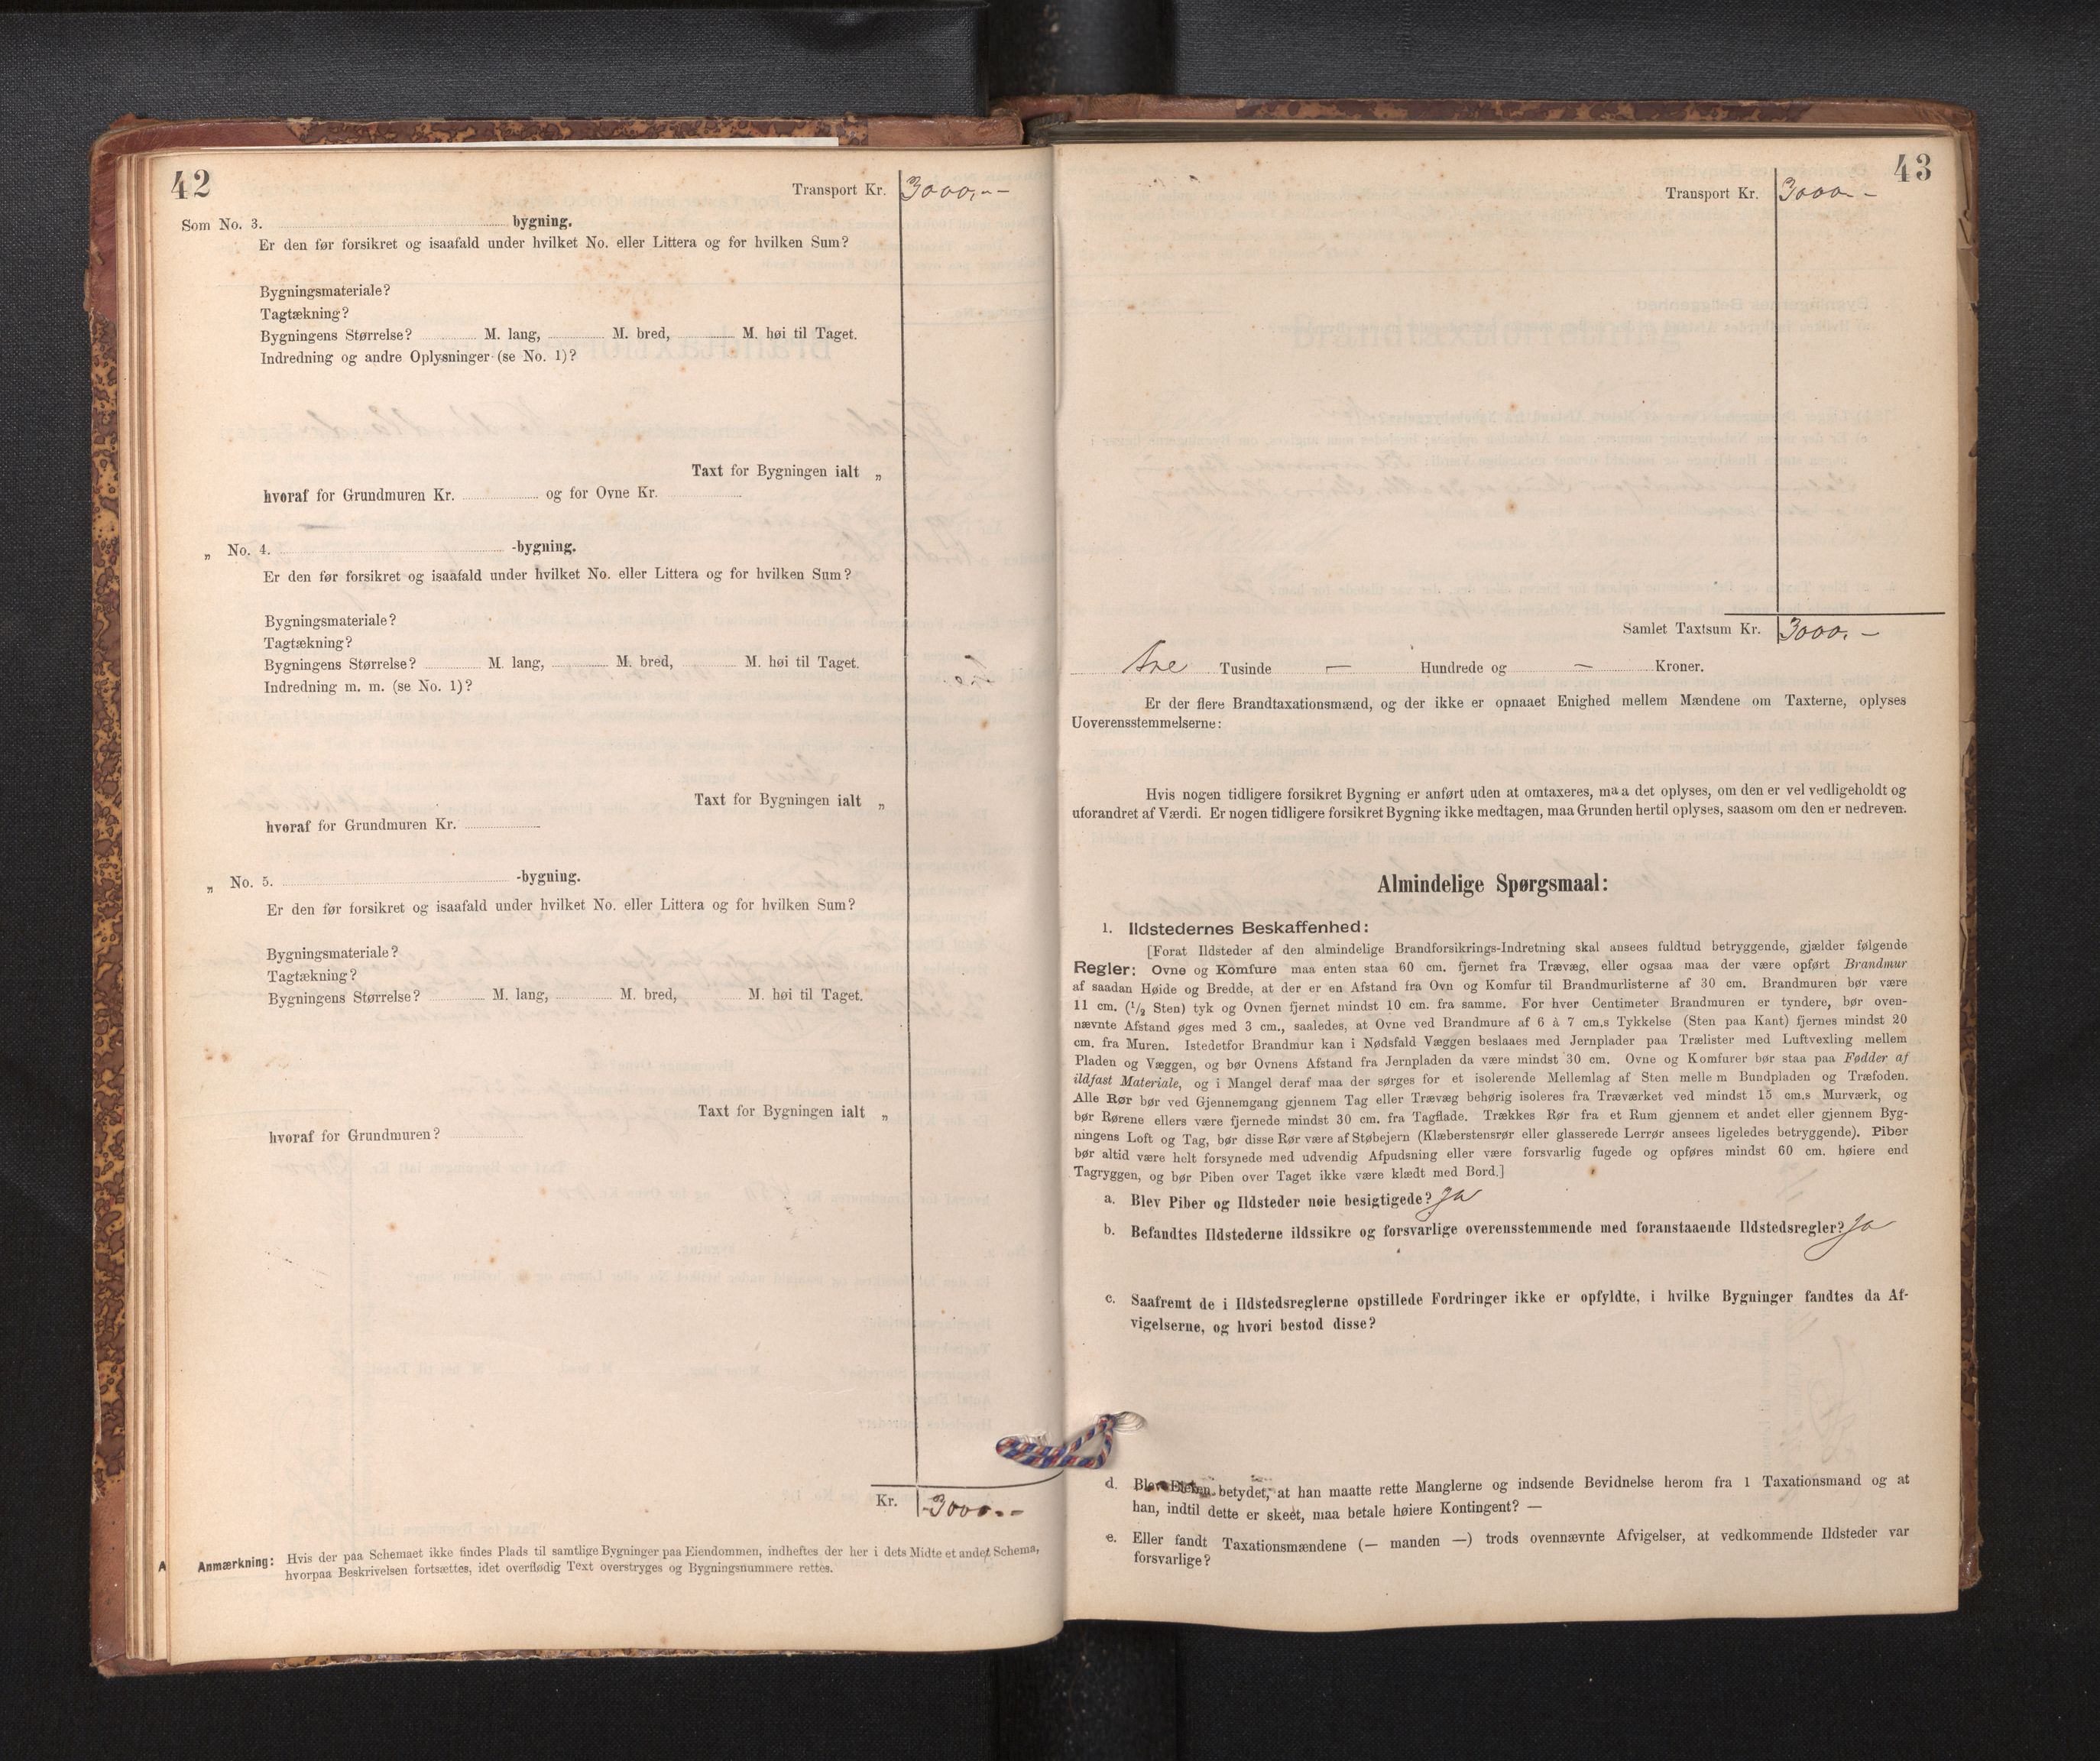 42
Transport Kr. 3000,--
Som No. 3. bygning.
Er den før forsikret og isaafald under hvilket No. eller Littera og for hvilken Sum?
Bygningsmateriale?
Tagtækning?
Bygningens Størrelse? M. lang, M. bred, M. høi til Taget.
Indredning og andre Oplysninger (se No. 1)?
Taxt for Bygningen ialt „
hvoraf for Grundmuren Kr. og for Ovne Kr.
„ No. 4. -bygning.
Er den før forsikret og isaafald under hvilket No. eller Littera og for hvilken Sum?
Bygningsmateriale?
Tagtækning?
Bygningens Størrelse? M. lang, M. bred, M. høi til Taget.
Indredning m. m. (se No. 1)?
Taxt for Bygningen ialt „
hvoraf for Grundmuren Kr.
„ No. 5. -bygning.
Er den før forsikret og isaafald under hvilket No. eller Littera og for hvilken Sum?
Bygningsmateriale?
Tagtækning?
Bygningens Størrelse? M. lang, M. bred, M. høi til Taget.
Taxt for Bygningen ialt „
hvoraf for Grundmuren?
Kr. 3000.--
Anmærkning: Hvis der paa Schemaet ikke findes Plads til samtlige Bygninger paa Eiendommen, indheftes der her i dets Midte et andet Schema,
hvorpaa Beskrivelsen fortsættes, idet overflødig Text overstryges og Bygningsnummere rettes.
A
43
Transport Kr. 3000.-
Samlet Taxtsum Kr. 3000.-
tre Tusinde — Hundrede og — Kroner.
Er der flere Brandtaxationsmænd, og der ikke er opnaaet Enighed mellem Mændene om Taxterne, oplyses
Uoverensstemmelserne:
Hvis nogen tidligere forsikret Bygning er anført uden at omtaxeres, maa det oplyses, om den er vel vedligeholdt og
uforandret af Værdi. Er nogen tidligere forsikret Bygning ikke medtagen, maa Grunden hertil oplyses, saasom om den er nedreven.
Almindelige Spørgsmaal:
1. Ildstedernes Beskaffenhed:
[Forat Ildsteder af den almindelige Brandforsikrings-Indretning skal ansees fuldtud betryggende, gjælder følgende
Regler: Ovne og Komfure maa enten staa 60 cm. fjernet fra Trævæg, eller ogsaa maa der være opført Brandmur
af saadan Høide og Bredde, at der er en Afstand fra Ovn og Komfur til Brandmurlisterne af 30 cm. Brandmuren bør være
11 cm. (1/2 Sten) tyk og Ovnen fjernet mindst 10 cm. fra samme. For hver Centimeter Brandmuren er tyndere, bør oven-
nævnte Afstand øges med 3 cm., saaledes, at Ovne ved Brandmure af 6 à 7 cm.s Tykkelse (Sten paa Kant) fjernes mindst 20
cm. fra Muren. Istedetfor Brandmur kan i Nødsfald Væggen beslaaes med Jernplader paa Trælister med Luftvexling mellem
Pladen og Væggen, og bør Ovnens Afstand fra Jernpladen da være mindst 30 cm. Ovne og Komfurer bør staa paa Fødder af
ildfast Materiale, og i Mangel deraf maa der sørges for et isolerende Mellemlag af Sten mellem Bundpladen og Træfoden.
Alle Rør bør ved Gjennemgang gjennem Tag eller Trævæg behørig isoleres fra Træværket ved mindst 15 cm.s Murværk, og
bør Rørene ellers være fjernede mindst 30 cm. fra Tagflade. Trækkes Rør fra et Rum gjennem et andet eller gjennem Byg-
ningens Loft og Tag, bør disse Rør være af Støbejern (Klæberstensrør eller glasserede Lerrør ansees ligeledes betryggende). Piber
bør altid være helt forsynede med udvendig Afpudsning eller være forsvarlig fugede og opføres mindst 60 cm. høiere end
Tagryggen, og bør Piben over Taget ikke være klædt med Bord.]
a. Blev Piber og Ildsteder nøie besigtigede? Ja
b. Befandtes Ildstederne ildssikre og forsvarlige overensstemmende med foranstaaende Ildstedsregler? Ja
c. Saafremt de i Ildstedsreglerne opstillede Fordringer ikke er opfyldte, i hvilke Bygninger fandtes da Af-
vigelserne, og hvori bestod disse?
d. Blev Eieren betydet, at han maatte rette Manglerne og indsende Bevidnelse herom fra 1 Taxationsmand og at
han, indtil dette er skeet, maa betale høiere Kontingent? —
e. Eller fandt Taxationsmændene (— manden —) trods ovennævnte Afvigelser, at vedkommende Ildsteder var
forsvarlige?